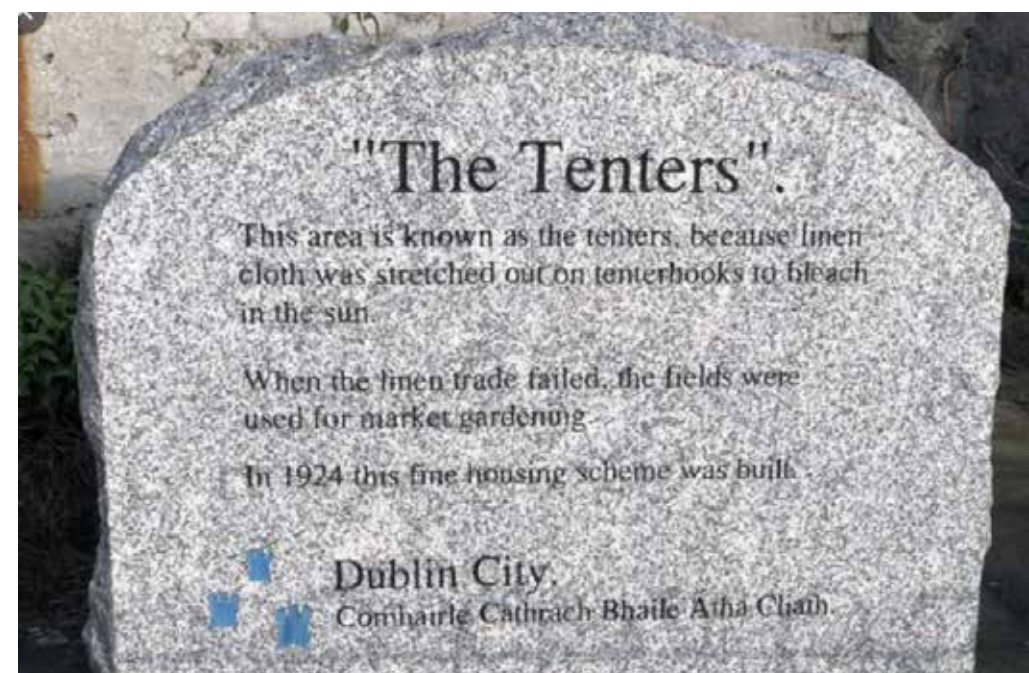 "The Tenters".
This area is known as the tenters, because linen
cloth was stretched out on tenterhooks to bleach
in the sun.
When the linen trade failed, the fields were
used for market gardening
In 1924 this fine housing scheme was built.
Dublin City.
Comhairle Cathrach Bhaile Átha Cliath